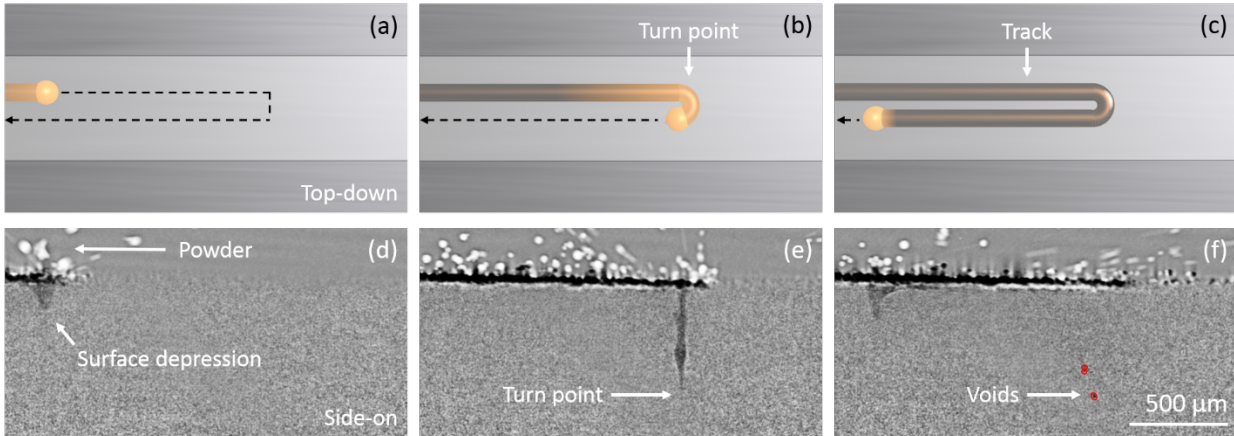 (a)
Top-down
(b)
Turn point
(c)
Track
(d)
Powder
Surface depression
Side-on
(e)
Turn point
(f)
Voids
500 μm